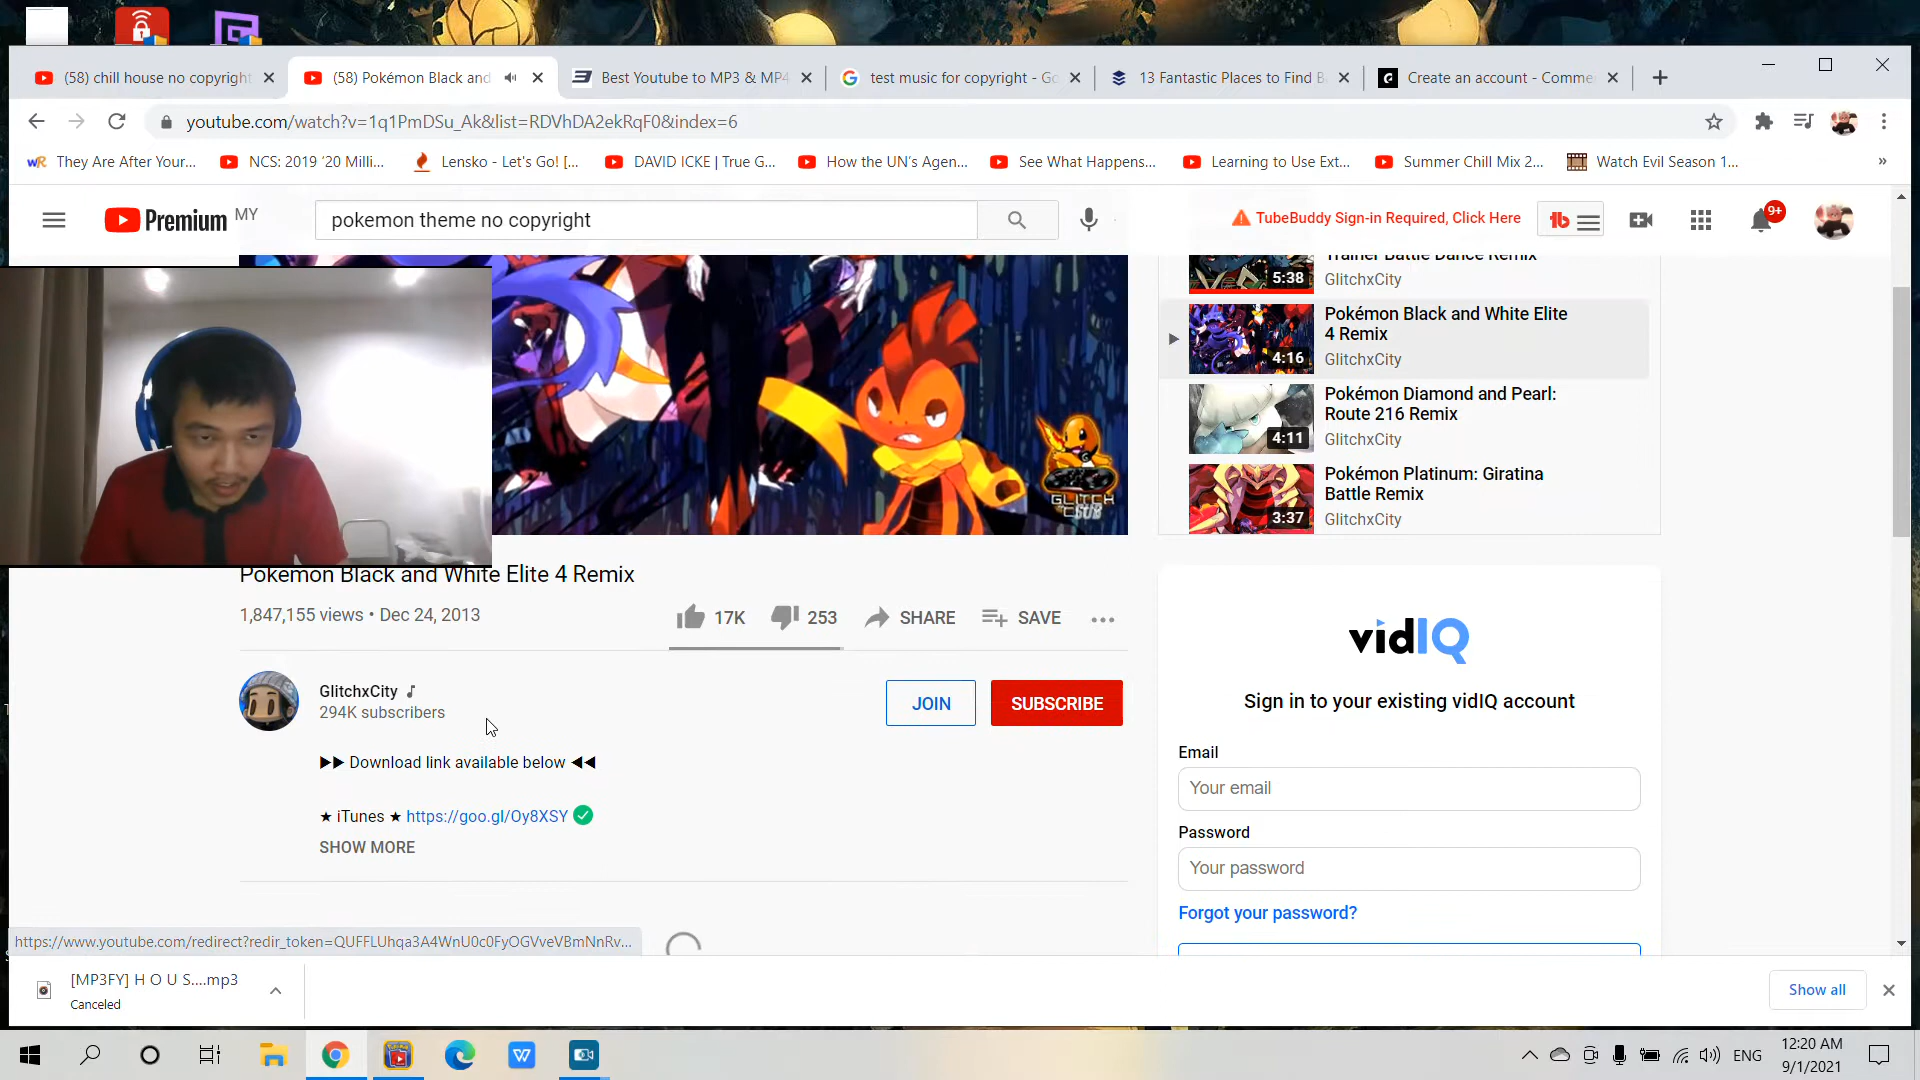 (58) chill house no copyright
(58) Pokémon Black and
Best Youtube to MP3 & MP4
test music for copyright - Go
13 Fantastic Places to Find B
Create an account - Comme
youtube.com/watch?v=1q1PmDSu_Ak&list=RDVhDA2ekRqF0&index=6
They Are After Your...
NCS: 2019 '20 Milli...
Lensko - Let's Go! [...
DAVID ICKE | True G...
How the UN's Agen...
See What Happens...
Learning to Use Ext...
Summer Chill Mix 2...
Watch Evil Season 1...
»
Premium MY
pokemon theme no copyright
TubeBuddy Sign-in Required, Click Here
tb
9+
Trainer Battle Dance Remix
5:38
GlitchxCity
Pokémon Black and White Elite
4 Remix
4:16
GlitchxCity
Pokémon Diamond and Pearl:
Route 216 Remix
4:11
GlitchxCity
Pokémon Platinum: Giratina
Battle Remix
3:37
GlitchxCity
GLITCH
Pokémon Black and White Elite 4 Remix
1,847,155 views • Dec 24, 2013
17K
253
SHARE
SAVE
GlitchxCity
294K subscribers
JOIN
SUBSCRIBE
▶▶ Download link available below ◀◀
★ iTunes ★ https://goo.gl/Oy8XSY
SHOW MORE
vidIQ
Sign in to your existing vidIQ account
Email
Your email
Password
Your password
Forgot your password?
https://www.youtube.com/redirect?redir_token=QUFFLUhqa3A4WnU0c0FyOGVveVBmNnRv...
[MP3FY] H O U S....mp3
Canceled
Show all
ENG
12:20 AM
9/1/2021